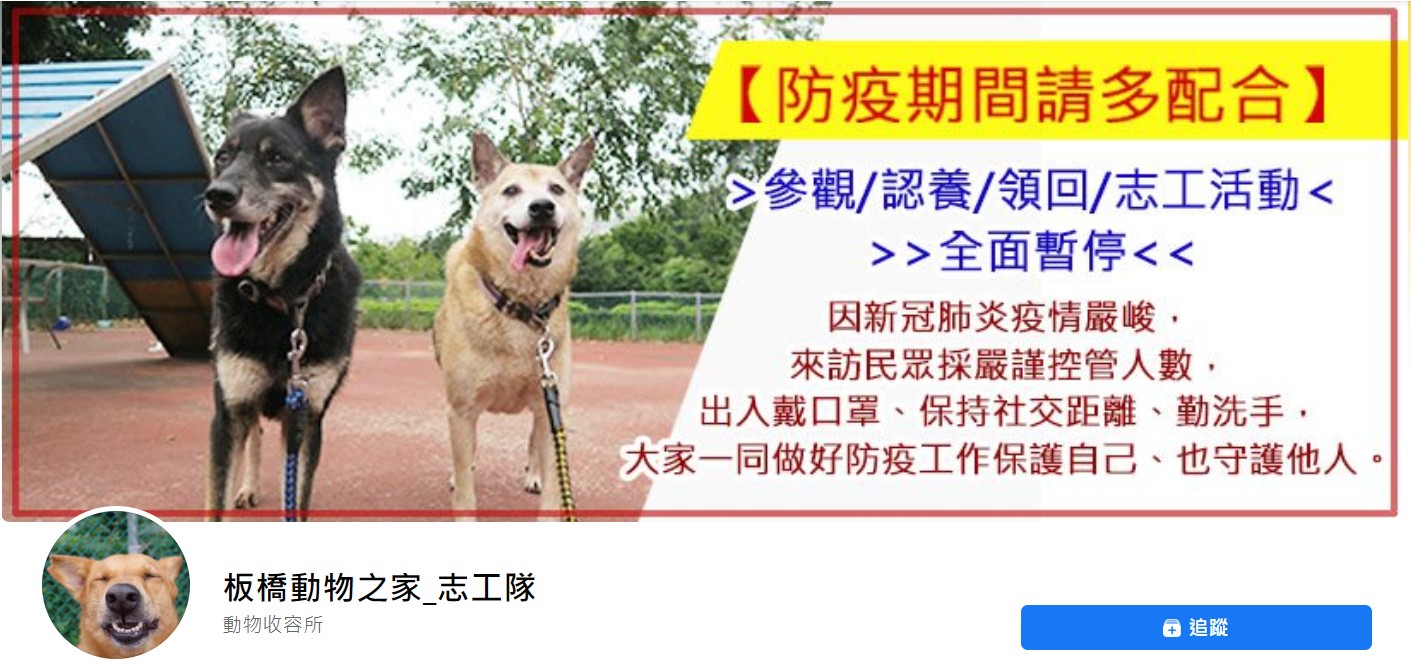 【防疫期間請多配合】
>參觀/認養/領回/志工活動<
>>全面暫停<<
因新冠肺炎疫情嚴峻，
來訪民眾採嚴謹控管人數，
出入戴口罩、保持社交距離、勤洗手，
大家一同做好防疫工作保護自己、也守護他人。
板橋動物之家_志工隊
動物收容所
追蹤